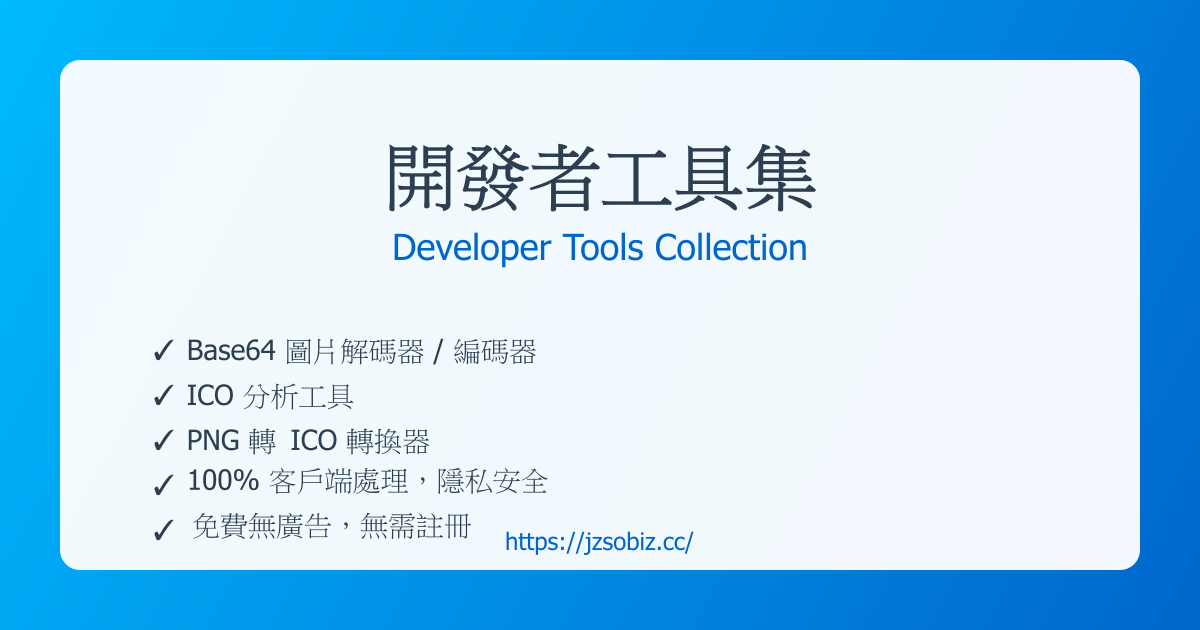 開發者工具集
Developer Tools Collection
✓ Base64 圖片解碼器 / 編碼器
✓ ICO 分析工具
✓ PNG 轉 ICO 轉換器
✓ 100% 客戶端處理，隱私安全
✓ 免費無廣告，無需註冊
https://jzsobiz.cc/